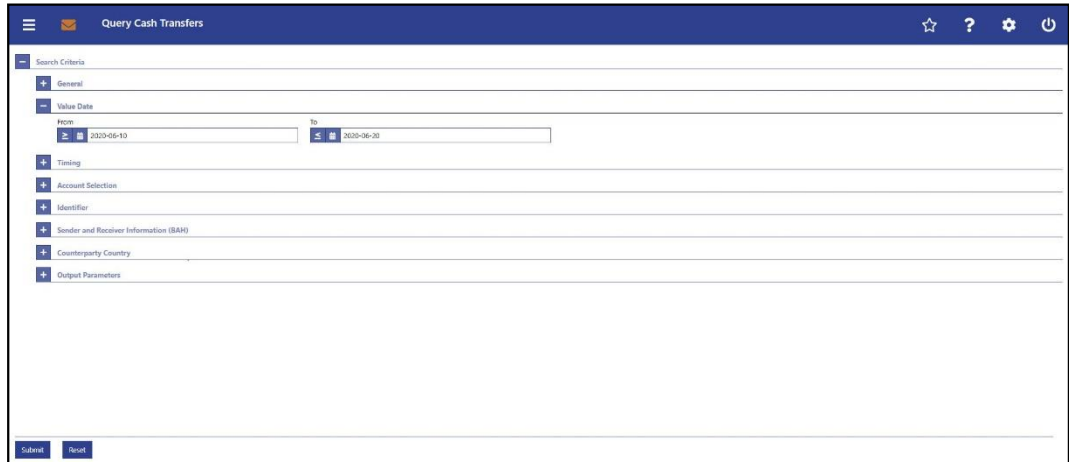 Query Cash Transfers
?
Search Criteria
General
Value Date
From To
≥ 2020-06-10 ≤ 2020-06-20
Timing
Account Selection
Identifier
Sender and Receiver Information (BAH)
Counterparty Country
Output Parameters
Submit Reset